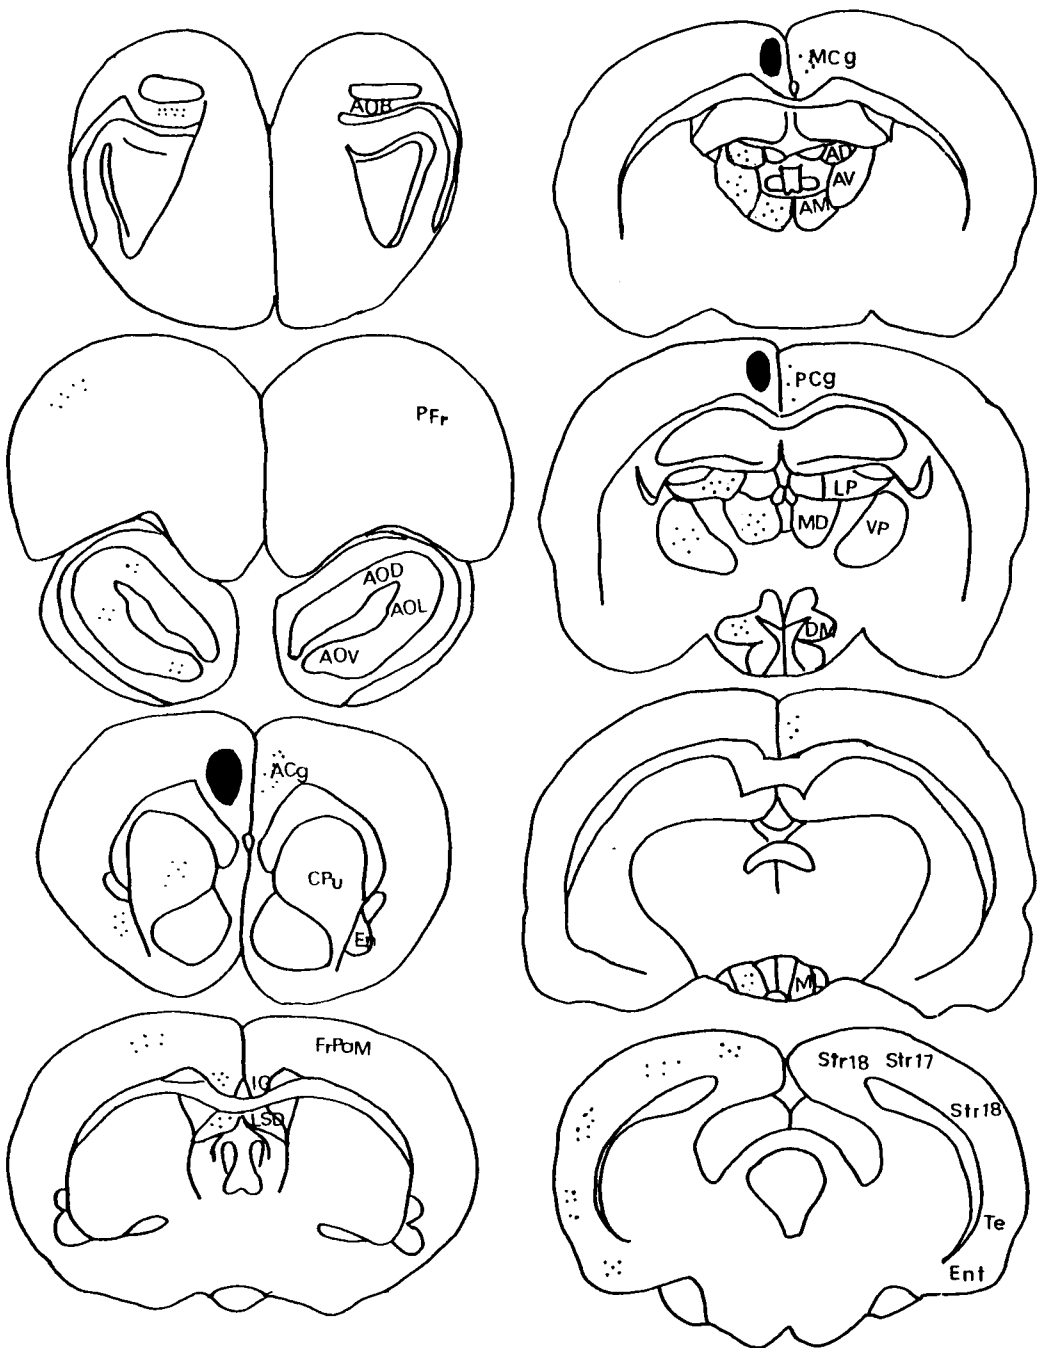 AOB
PFr
AOD
AOL
AOV
ACg
CPu
En
FrPaM
IG
LSD
MCg
AD
AV
AM
PCg
LP
MD
VP
DM
ML
Str18 Str17
Str18
Te
Ent